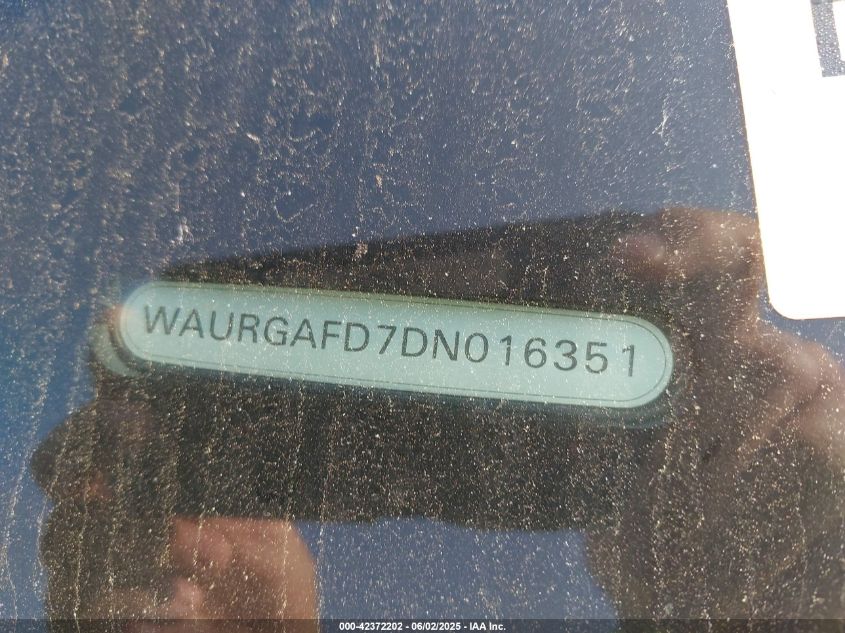 WAURGAFD7DN016351
000-42372202 - 06/02/2025 - IAA Inc.